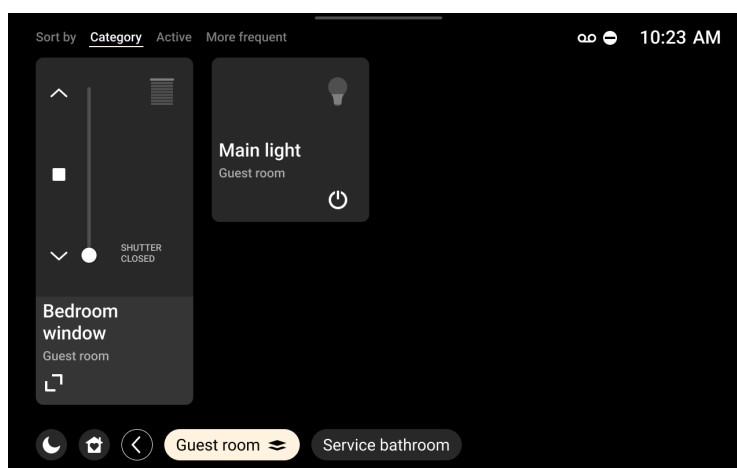 Sort by Category Active More frequent 10:23 AM
Main light
Guest room
SHUTTER
CLOSED
Bedroom
window
Guest room
Guest room Service bathroom